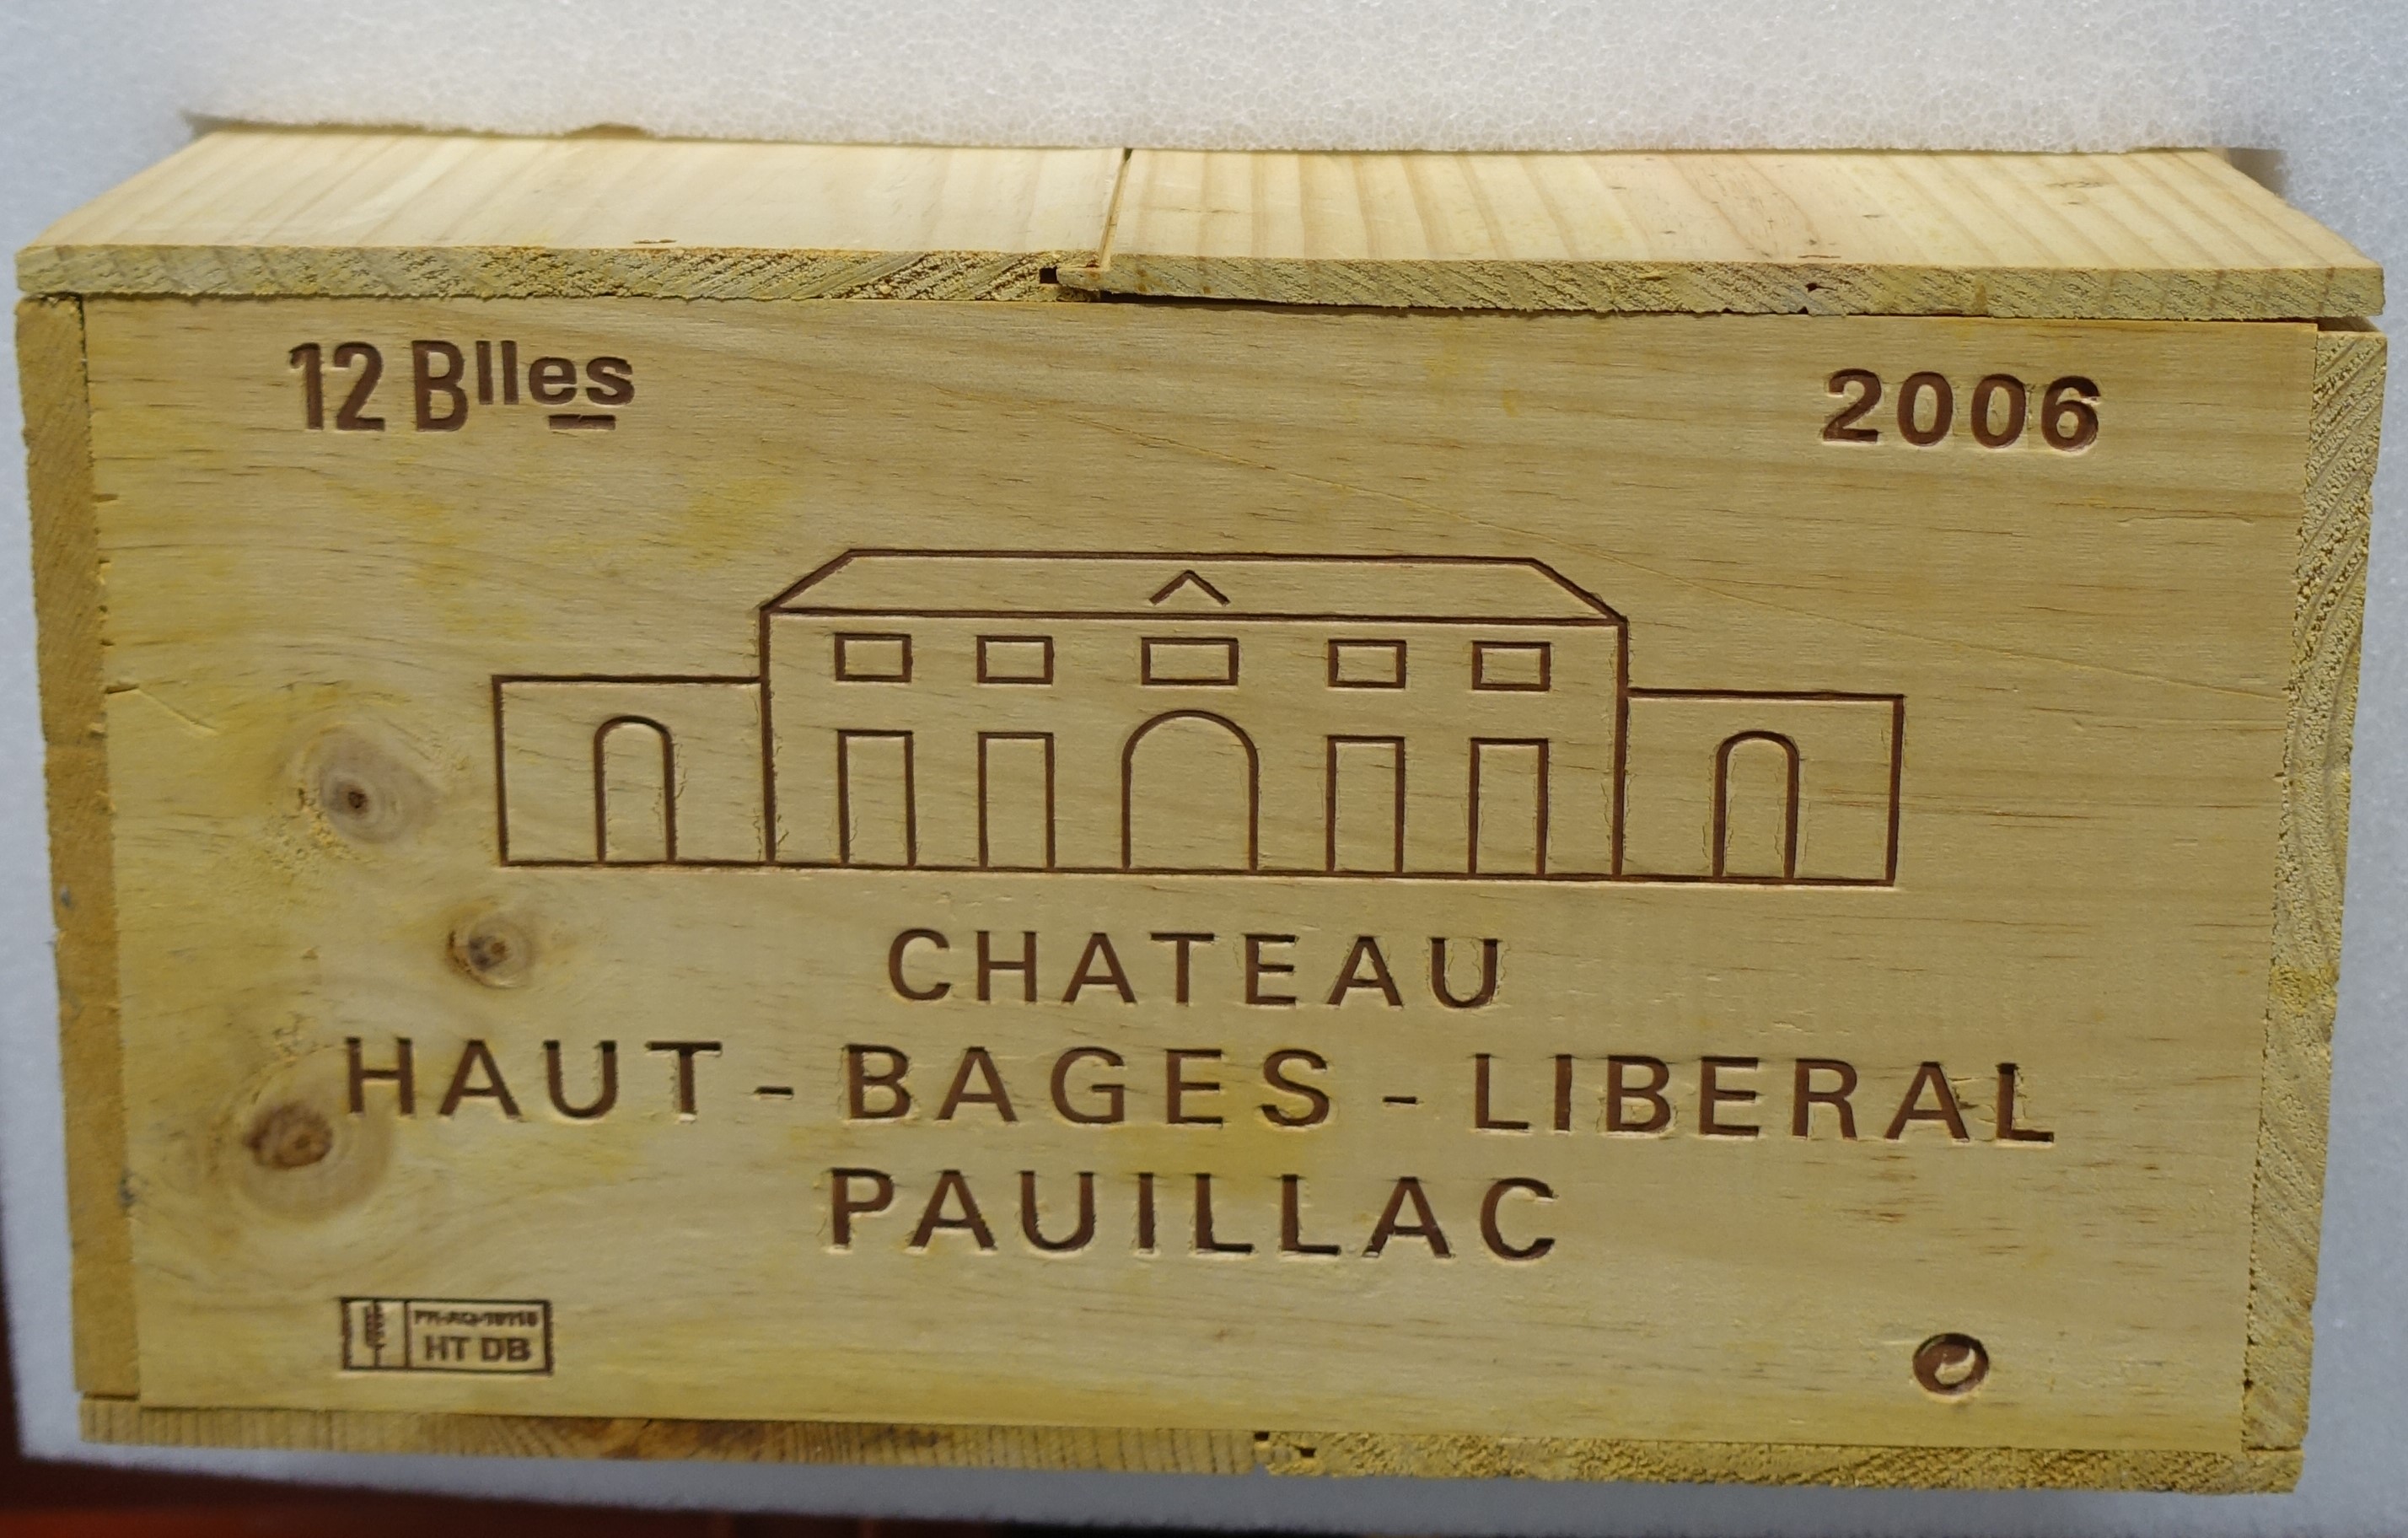 12 Blles
2006
CHATEAU
HAUT-BAGES-LIBERAL
PAUILLAC
HT DB